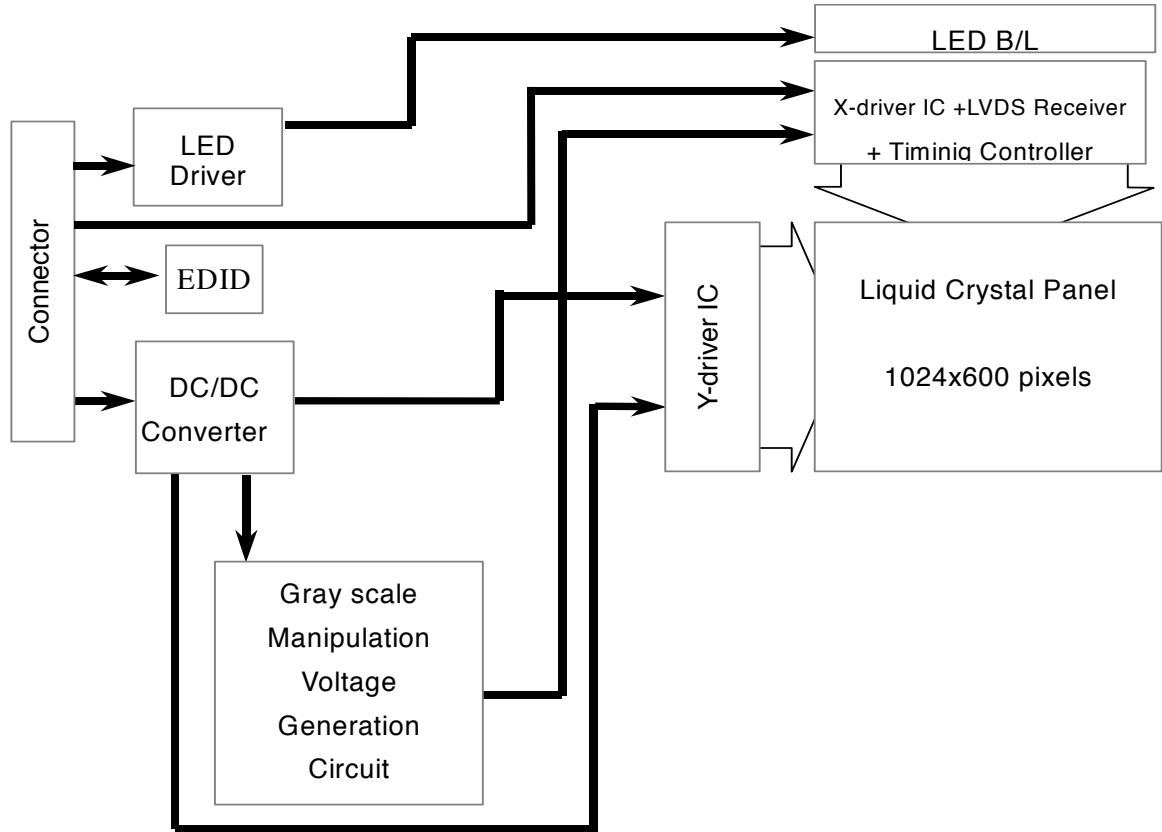 LED B/L
X-driver IC +LVDS Receiver
+ Timiniq Controller
LED
Driver
Connector
EDID
Liquid Crystal Panel
1024x600 pixels
Y-driver IC
DC/DC
Converter
Gray scale
Manipulation
Voltage
Generation
Circuit